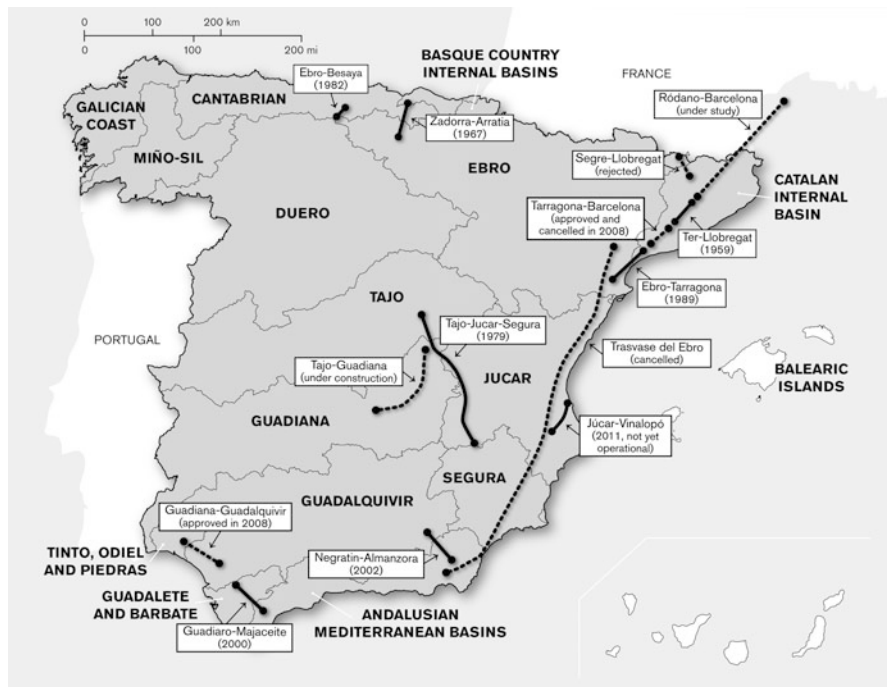 0 100 200 km
0 100 200 mi
BASQUE COUNTRY
INTERNAL BASINS
FRANCE
Ebro-Besaya
(1982)
CANTABRIAN
GALICIAN
COAST
Zadorra-Arratia
(1967)
Ródano-Barcelona
(under study)
MIÑO-SIL
EBRO
Segre-Llobregat
(rejected)
CATALAN
INTERNAL
BASIN
DUERO
Tarragona-Barcelona
(approved and
cancelled in 2008)
Ter-Llobregat
(1959)
Ebro-Tarragona
(1989)
TAJO
PORTUGAL
Tajo-Jucar-Segura
(1979)
Trasvase del Ebro
(cancelled)
Tajo-Guadiana
(under construction)
JUCAR
BALEARIC
ISLANDS
GUADIANA
Júcar-Vinalopó
(2011, not yet
operational)
SEGURA
GUADALQUIVIR
Guadiana-Guadalquivir
(approved in 2008)
TINTO, ODIEL
AND PIEDRAS
Negratin-Almanzora
(2002)
GUADALETE
AND BARBATE
ANDALUSIAN
MEDITERRANEAN BASINS
Guadiaro-Majaceite
(2000)